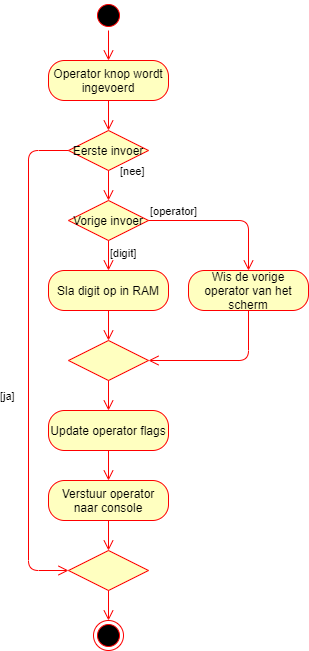 Operator knop wordt
ingevoerd
Eerste invoer
[nee]
Vorige invoer
[operator]
[digit]
Sla digit op in RAM
Wis de vorige
operator van het
scherm
[ja]
Update operator flags
Verstuur operator
naar console